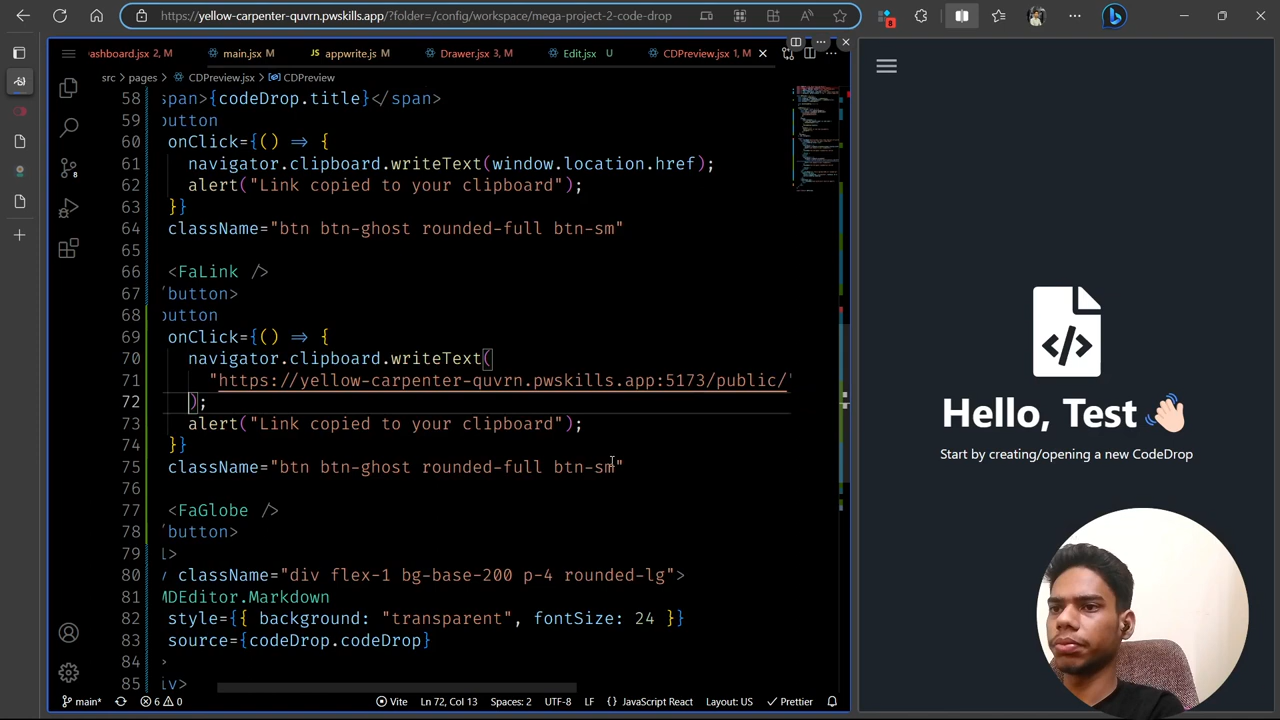 https://yellow-carpenter-quvrn.pwskills.app/?folder=/config/workspace/mega-project-2-code-drop
8
ashboard.jsx 2, M
main.jsx M
appwrite.js M
Drawer.jsx 3, M
Edit.jsx U
CDPreview.jsx 1, M
src > pages > CDPreview.jsx > CDPreview
58 span>{codeDrop.title}</span>
59 button
60 onClick={() => {
61 navigator.clipboard.writeText(window.location.href);
62 alert("Link copied to your clipboard");
63 }}
64 className="btn btn-ghost rounded-full btn-sm"
65
66 <FaLink />
67 /button>
68 button
69 onClick={() => {
70 navigator.clipboard.writeText(
71 "https://yellow-carpenter-quvrn.pwskills.app:5173/public/"
72 );
73 alert("Link copied to your clipboard");
74 }}
75 className="btn btn-ghost rounded-full btn-sm"
76
77 <FaGlobe />
78 /button>
79 >
80 className="div flex-1 bg-base-200 p-4 rounded-lg">
81 MDEditor.Markdown
82 style={{ background: "transparent", fontSize: 24 }}
83 source={codeDrop.codeDrop}
84 >
85 iv>
8
main*
6 0
Vite
Ln 72, Col 13
Spaces: 2
UTF-8
LF
{ } JavaScript React
Layout: US
Prettier
</>
Hello, Test 👋🏻
Start by creating/opening a new CodeDrop